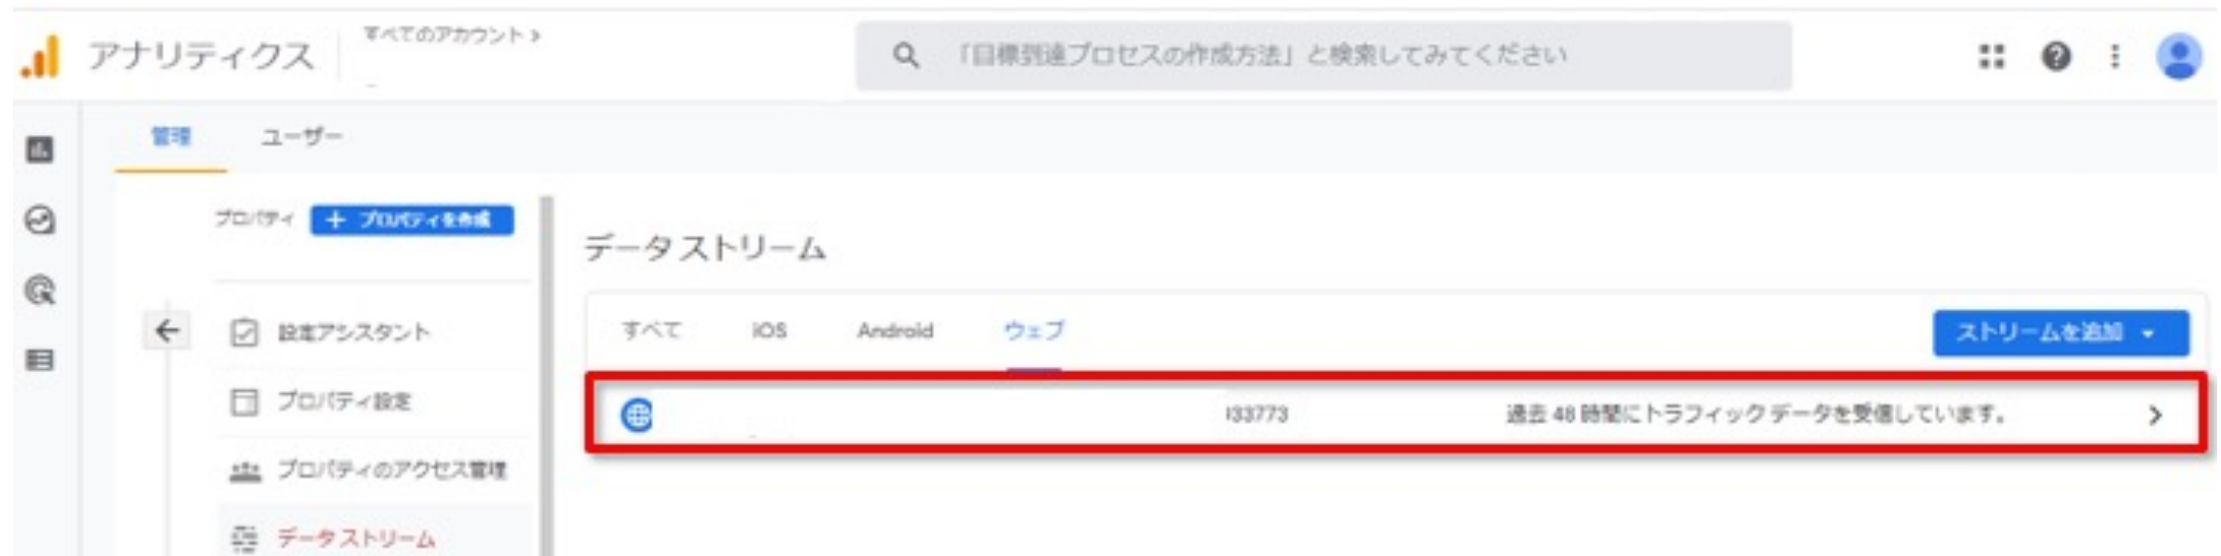 アナリティクス
すべてのアカウント >
「目標到達プロセスの作成方法」と検索してみてください
管理
ユーザー
プロパティ
+ プロパティを作成
設定アシスタント
プロパティ設定
プロパティのアクセス管理
データ ストリーム
データ ストリーム
すべて
iOS
Android
ウェブ
ストリームを追加
33773
過去 48 時間にトラフィック データを受信しています。